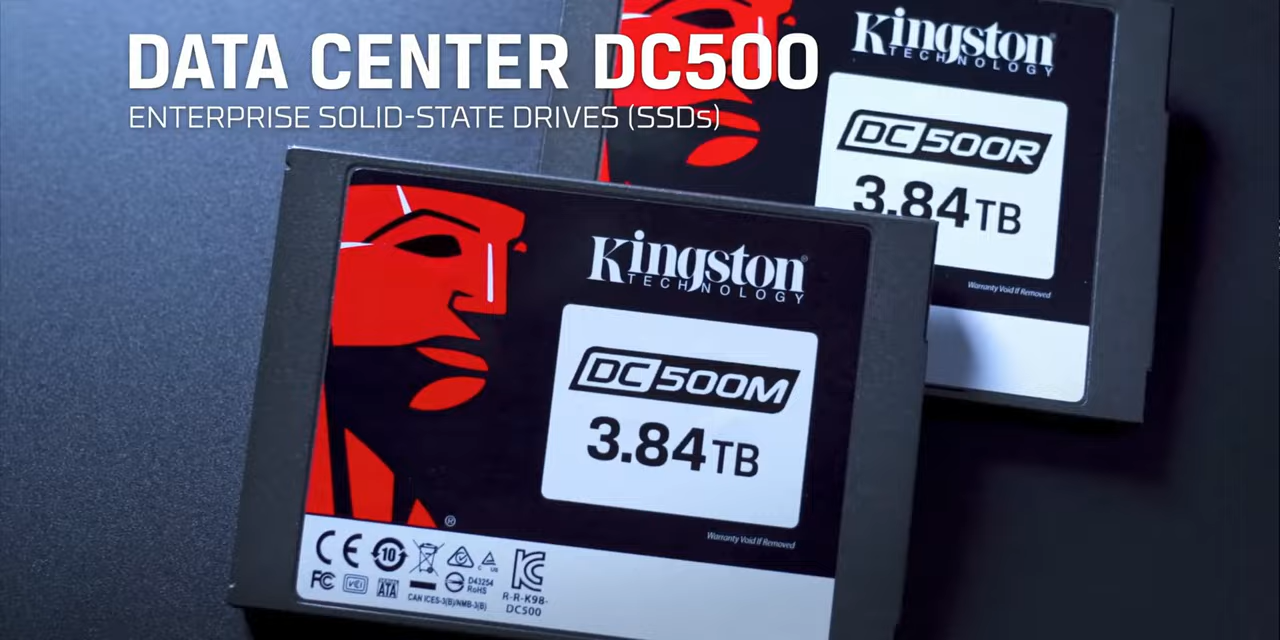 DATA CENTER DC500
ENTERPRISE SOLID-STATE DRIVES (SSDs)
Kingston
TECHNOLOGY
DC500R
3.84TB
Warranty Void If Removed
Kingston®
TECHNOLOGY
DC500M
3.84TB
Warranty Void If Removed
®
CE 10
FC VCI ATA D43254
RoHS
CAN ICES-3(B)/NMB-3(B)
R-R-K98-
DC500